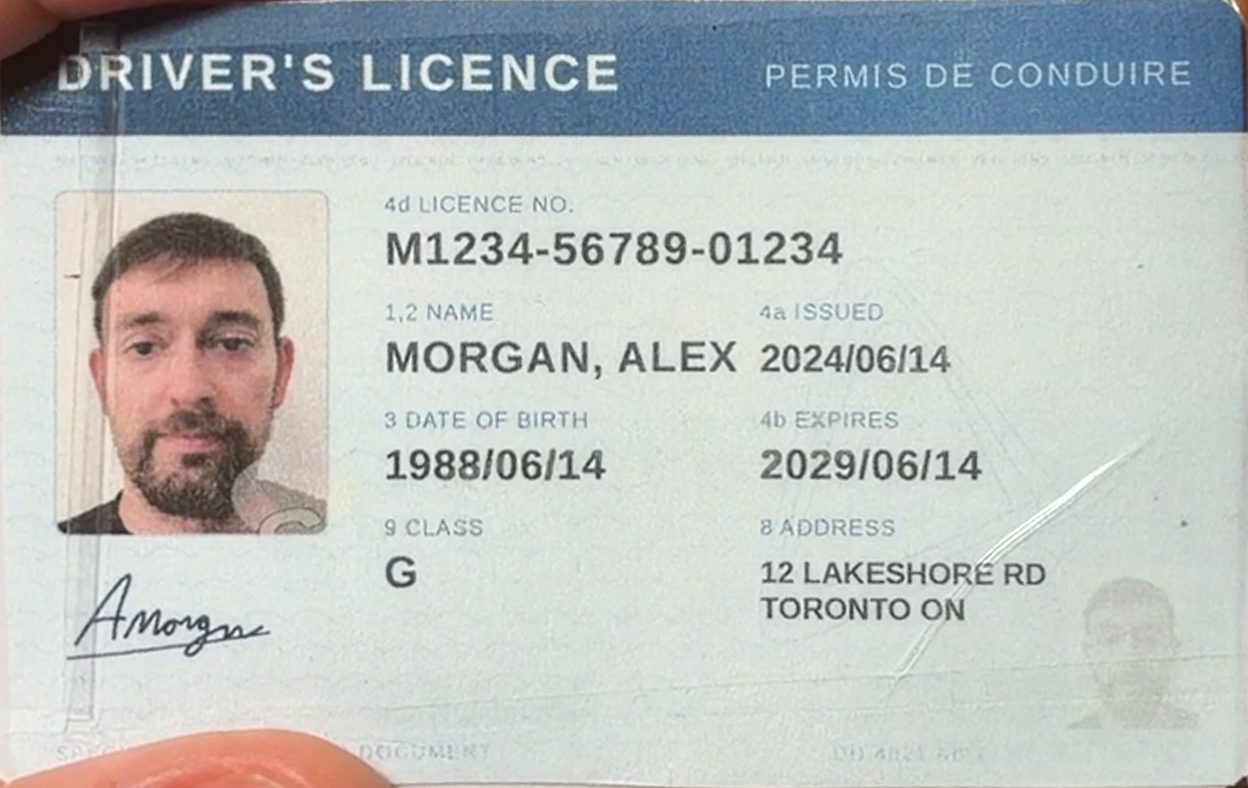 DRIVER'S LICENCE PERMIS DE CONDUIRE
4d LICENCE NO.
M1234-56789-01234
1,2 NAME 4a ISSUED
MORGAN, ALEX 2024/06/14
3 DATE OF BIRTH 4b EXPIRES
1988/06/14 2029/06/14
9 CLASS 8 ADDRESS
G 12 LAKESHORE RD
TORONTO ON
AMorgan
DOCUMENT